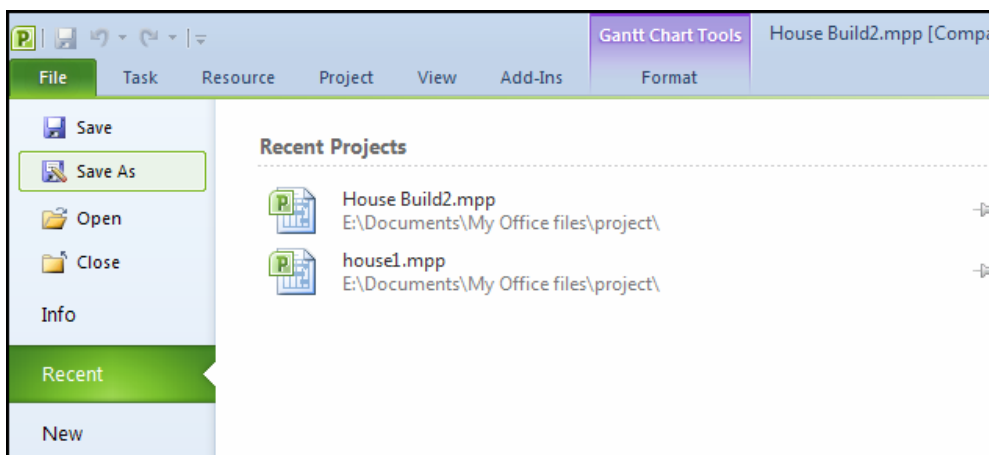 Gantt Chart Tools House Build2.mpp [Compa
File Task Resource Project View Add-Ins Format
Save
Save As
Open
Close
Info
Recent
New
Recent Projects
House Build2.mpp
E:\Documents\My Office files\project\
house1.mpp
E:\Documents\My Office files\project\